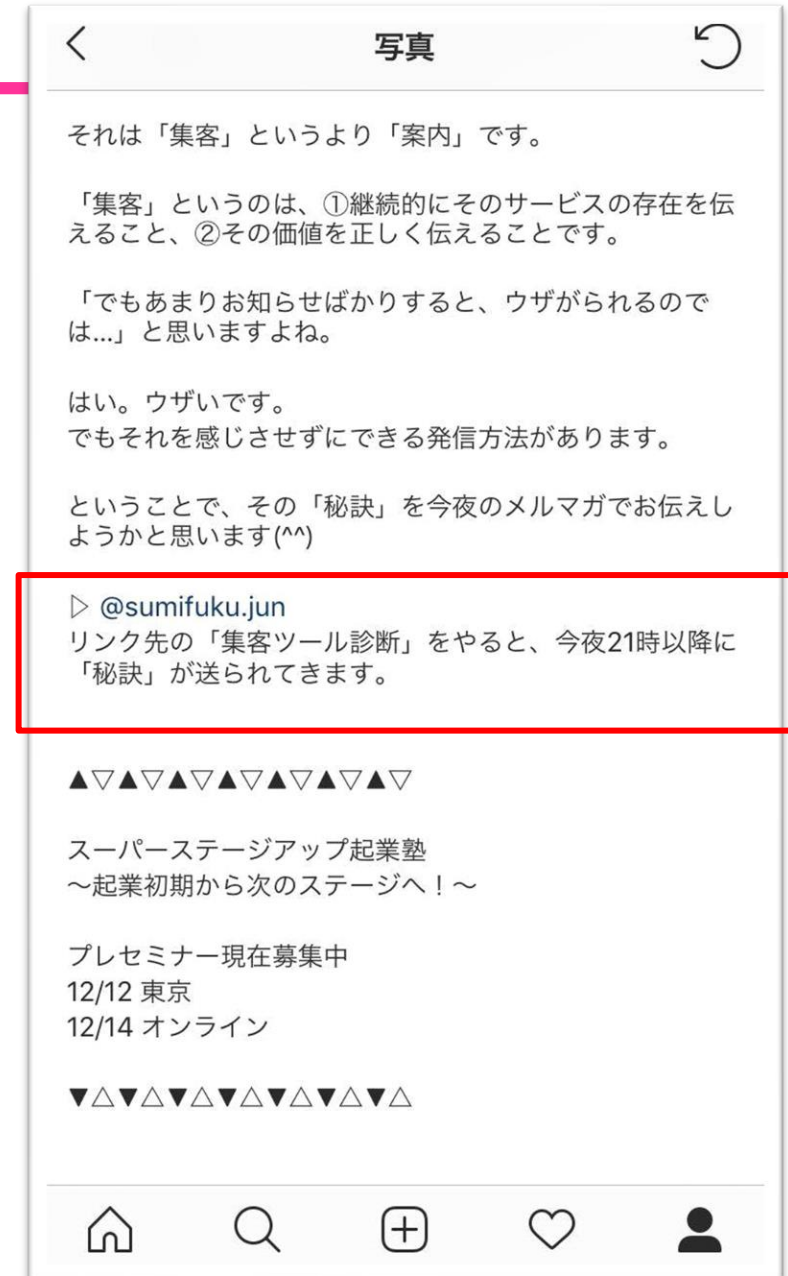 写真
それは「集客」というより「案内」です。
「集客」というのは、①継続的にそのサービスの存在を伝
えること、②その価値を正しく伝えることです。
「でもあまりお知らせばかりすると、ウザがられるので
は...」と思いますよね。
はい。ウザいです。
でもそれを感じさせずにできる発信方法があります。
ということで、その「秘訣」を今夜のメルマガでお伝えし
ようかと思います(^^)
▷ @sumifuku.jun
リンク先の「集客ツール診断」をやると、今夜21時以降に
「秘訣」が送られてきます。
▲▽▲▽▲▽▲▽▲▽▲▽▲▽
スーパーステージアップ起業塾
〜起業初期から次のステージへ！〜
プレセミナー現在募集中
12/12 東京
12/14 オンライン
▼△▼△▼△▼△▼△▼△▼△